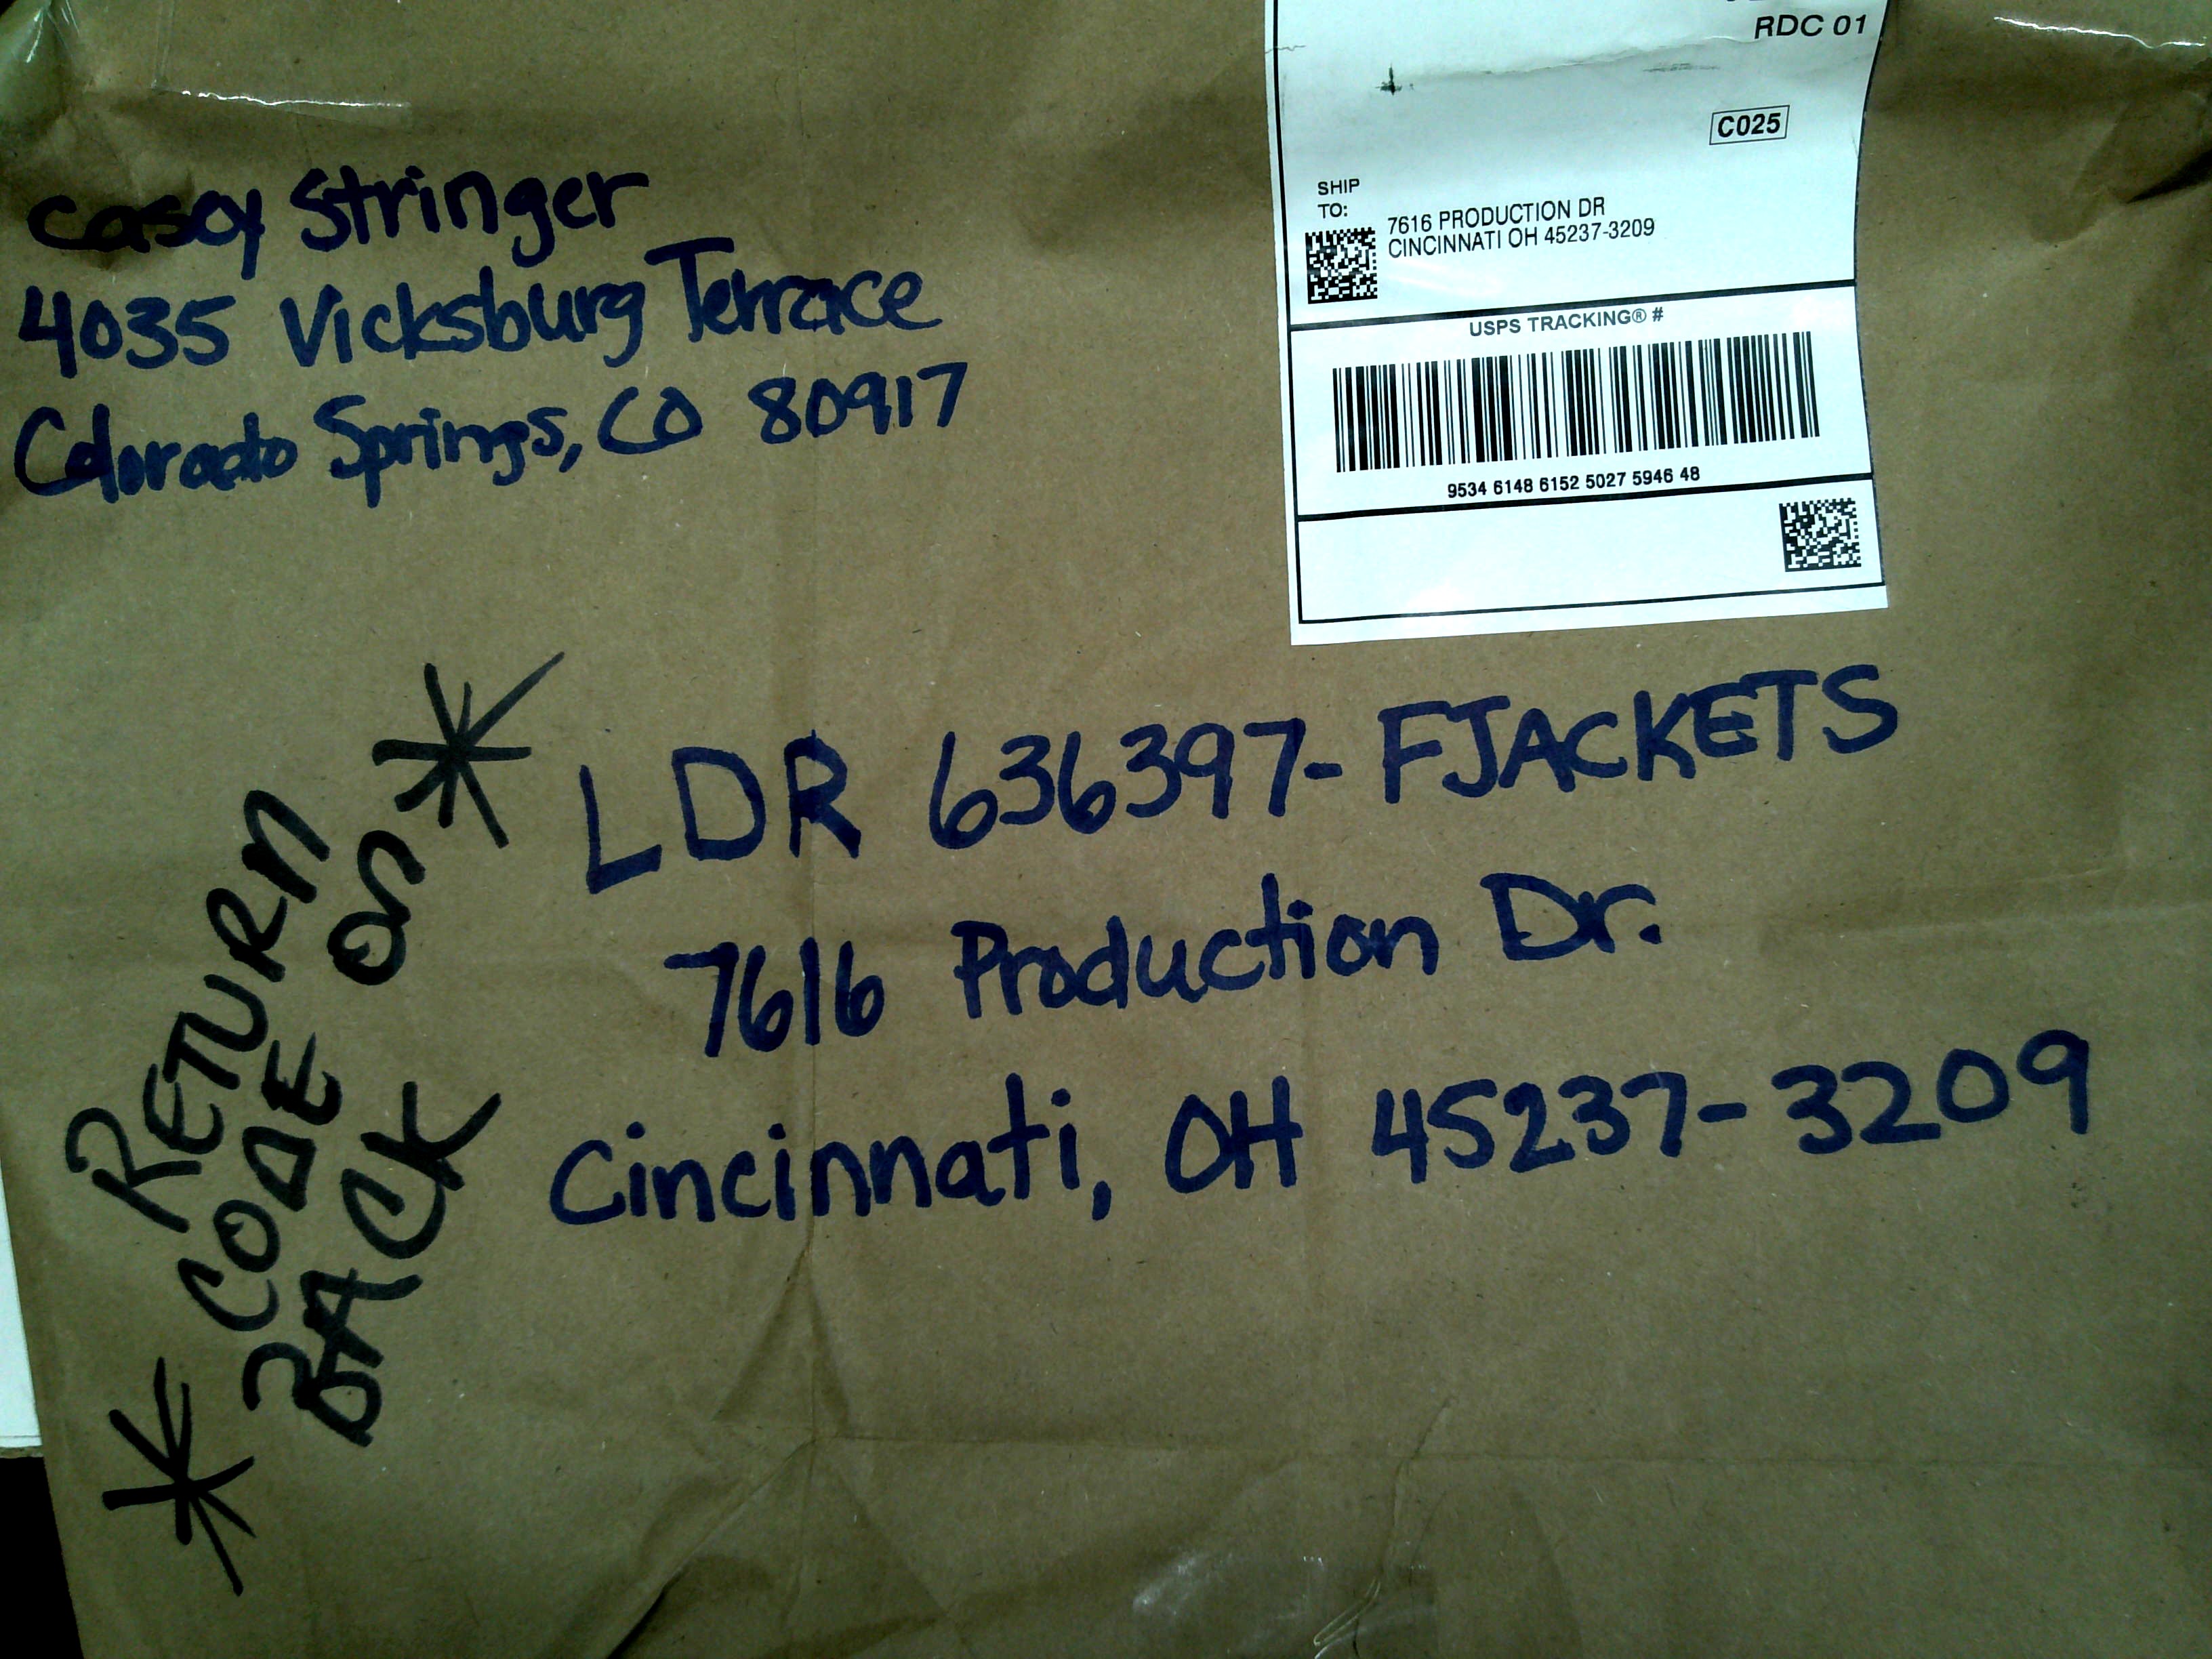 Casey Stringer
4035 Vicksburg Terrace
Colorado Springs, CO 80917
RDC 01
C025
SHIP
TO:
7616 PRODUCTION DR
CINCINNATI OH 45237-3209
USPS TRACKING® #
9534 6148 6152 5027 5946 48
LDR 636397-FJACKETS
7616 Production Dr.
Cincinnati, OH 45237-3209
* RETURN
CODE ON
BACK *